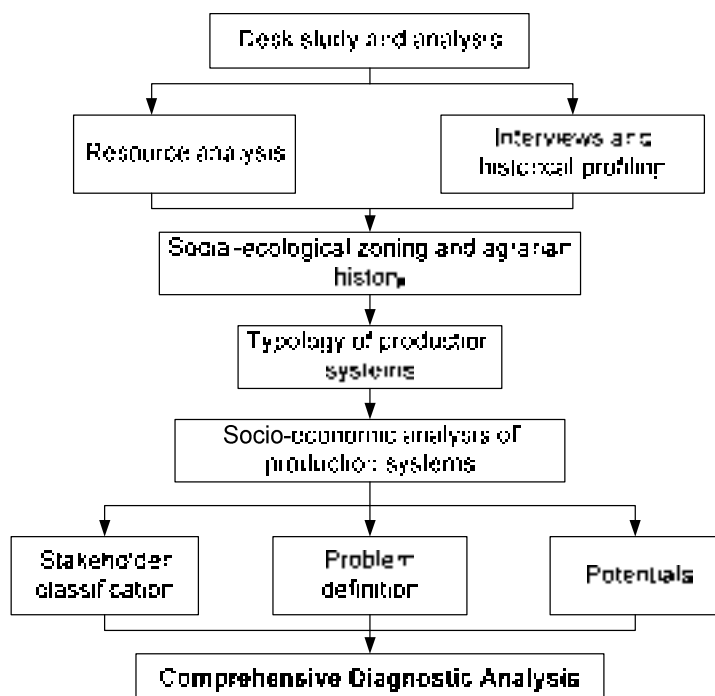 Desk study and analysis
Resource analysis
Interviews and
historical profiling
Socio-ecological zoning and agrarian
history
Typology of production
systems
Socio-economic analysis of
production systems
Stakeholder
classification
Problem
definition
Potentials
Comprehensive Diagnostic Analysis